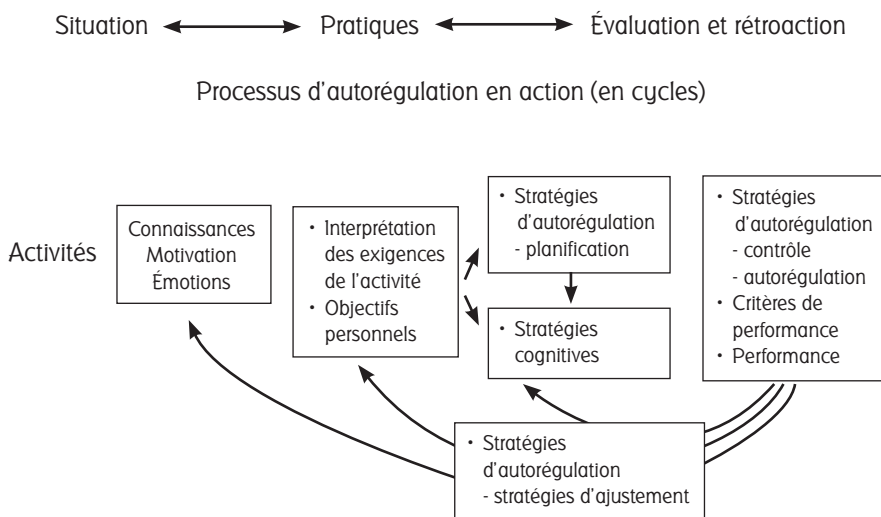 Situation Pratiques Évaluation et rétroaction
Processus d'autorégulation en action (en cycles)
Activités
Connaissances
Motivation
Émotions
• Interprétation
des exigences
de l'activité
• Objectifs
personnels
• Stratégies
d'autorégulation
- planification
• Stratégies
cognitives
• Stratégies
d'autorégulation
- contrôle
- autorégulation
• Critères de
performance
• Performance
• Stratégies
d'autorégulation
- stratégies d'ajustement